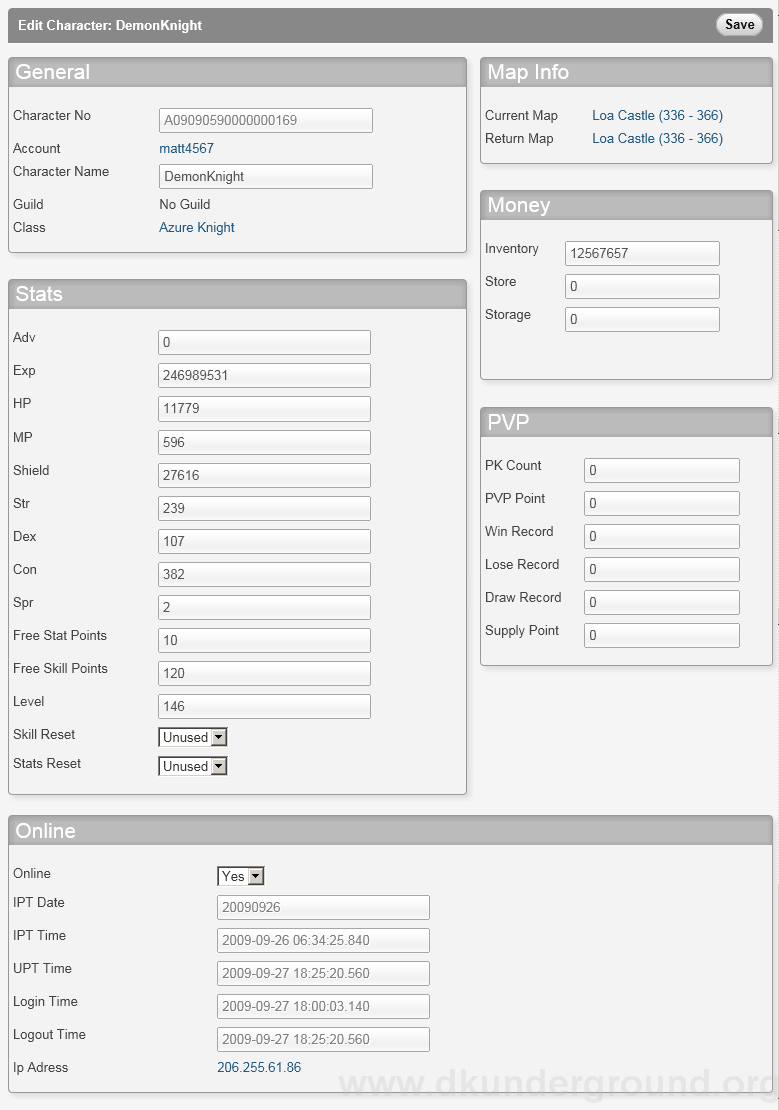 Edit Character: DemonKnight
Save
General
Character No A09090590000000169
Account matt4567
Character Name DemonKnight
Guild No Guild
Class Azure Knight
Stats
Adv 0
Exp 246989531
HP 11779
MP 596
Shield 27616
Str 239
Dex 107
Con 382
Spr 2
Free Stat Points 10
Free Skill Points 120
Level 146
Skill Reset Unused
Stats Reset Unused
Map Info
Current Map Loa Castle (336 - 366)
Return Map Loa Castle (336 - 366)
Money
Inventory 12567657
Store 0
Storage 0
PVP
PK Count 0
PVP Point 0
Win Record 0
Lose Record 0
Draw Record 0
Supply Point 0
Online
Online Yes
IPT Date 20090926
IPT Time 2009-09-26 06:34:25.840
UPT Time 2009-09-27 18:25:20.560
Login Time 2009-09-27 18:00:03.140
Logout Time 2009-09-27 18:25:20.560
Ip Adress 206.255.61.86
www.dkunderground.org